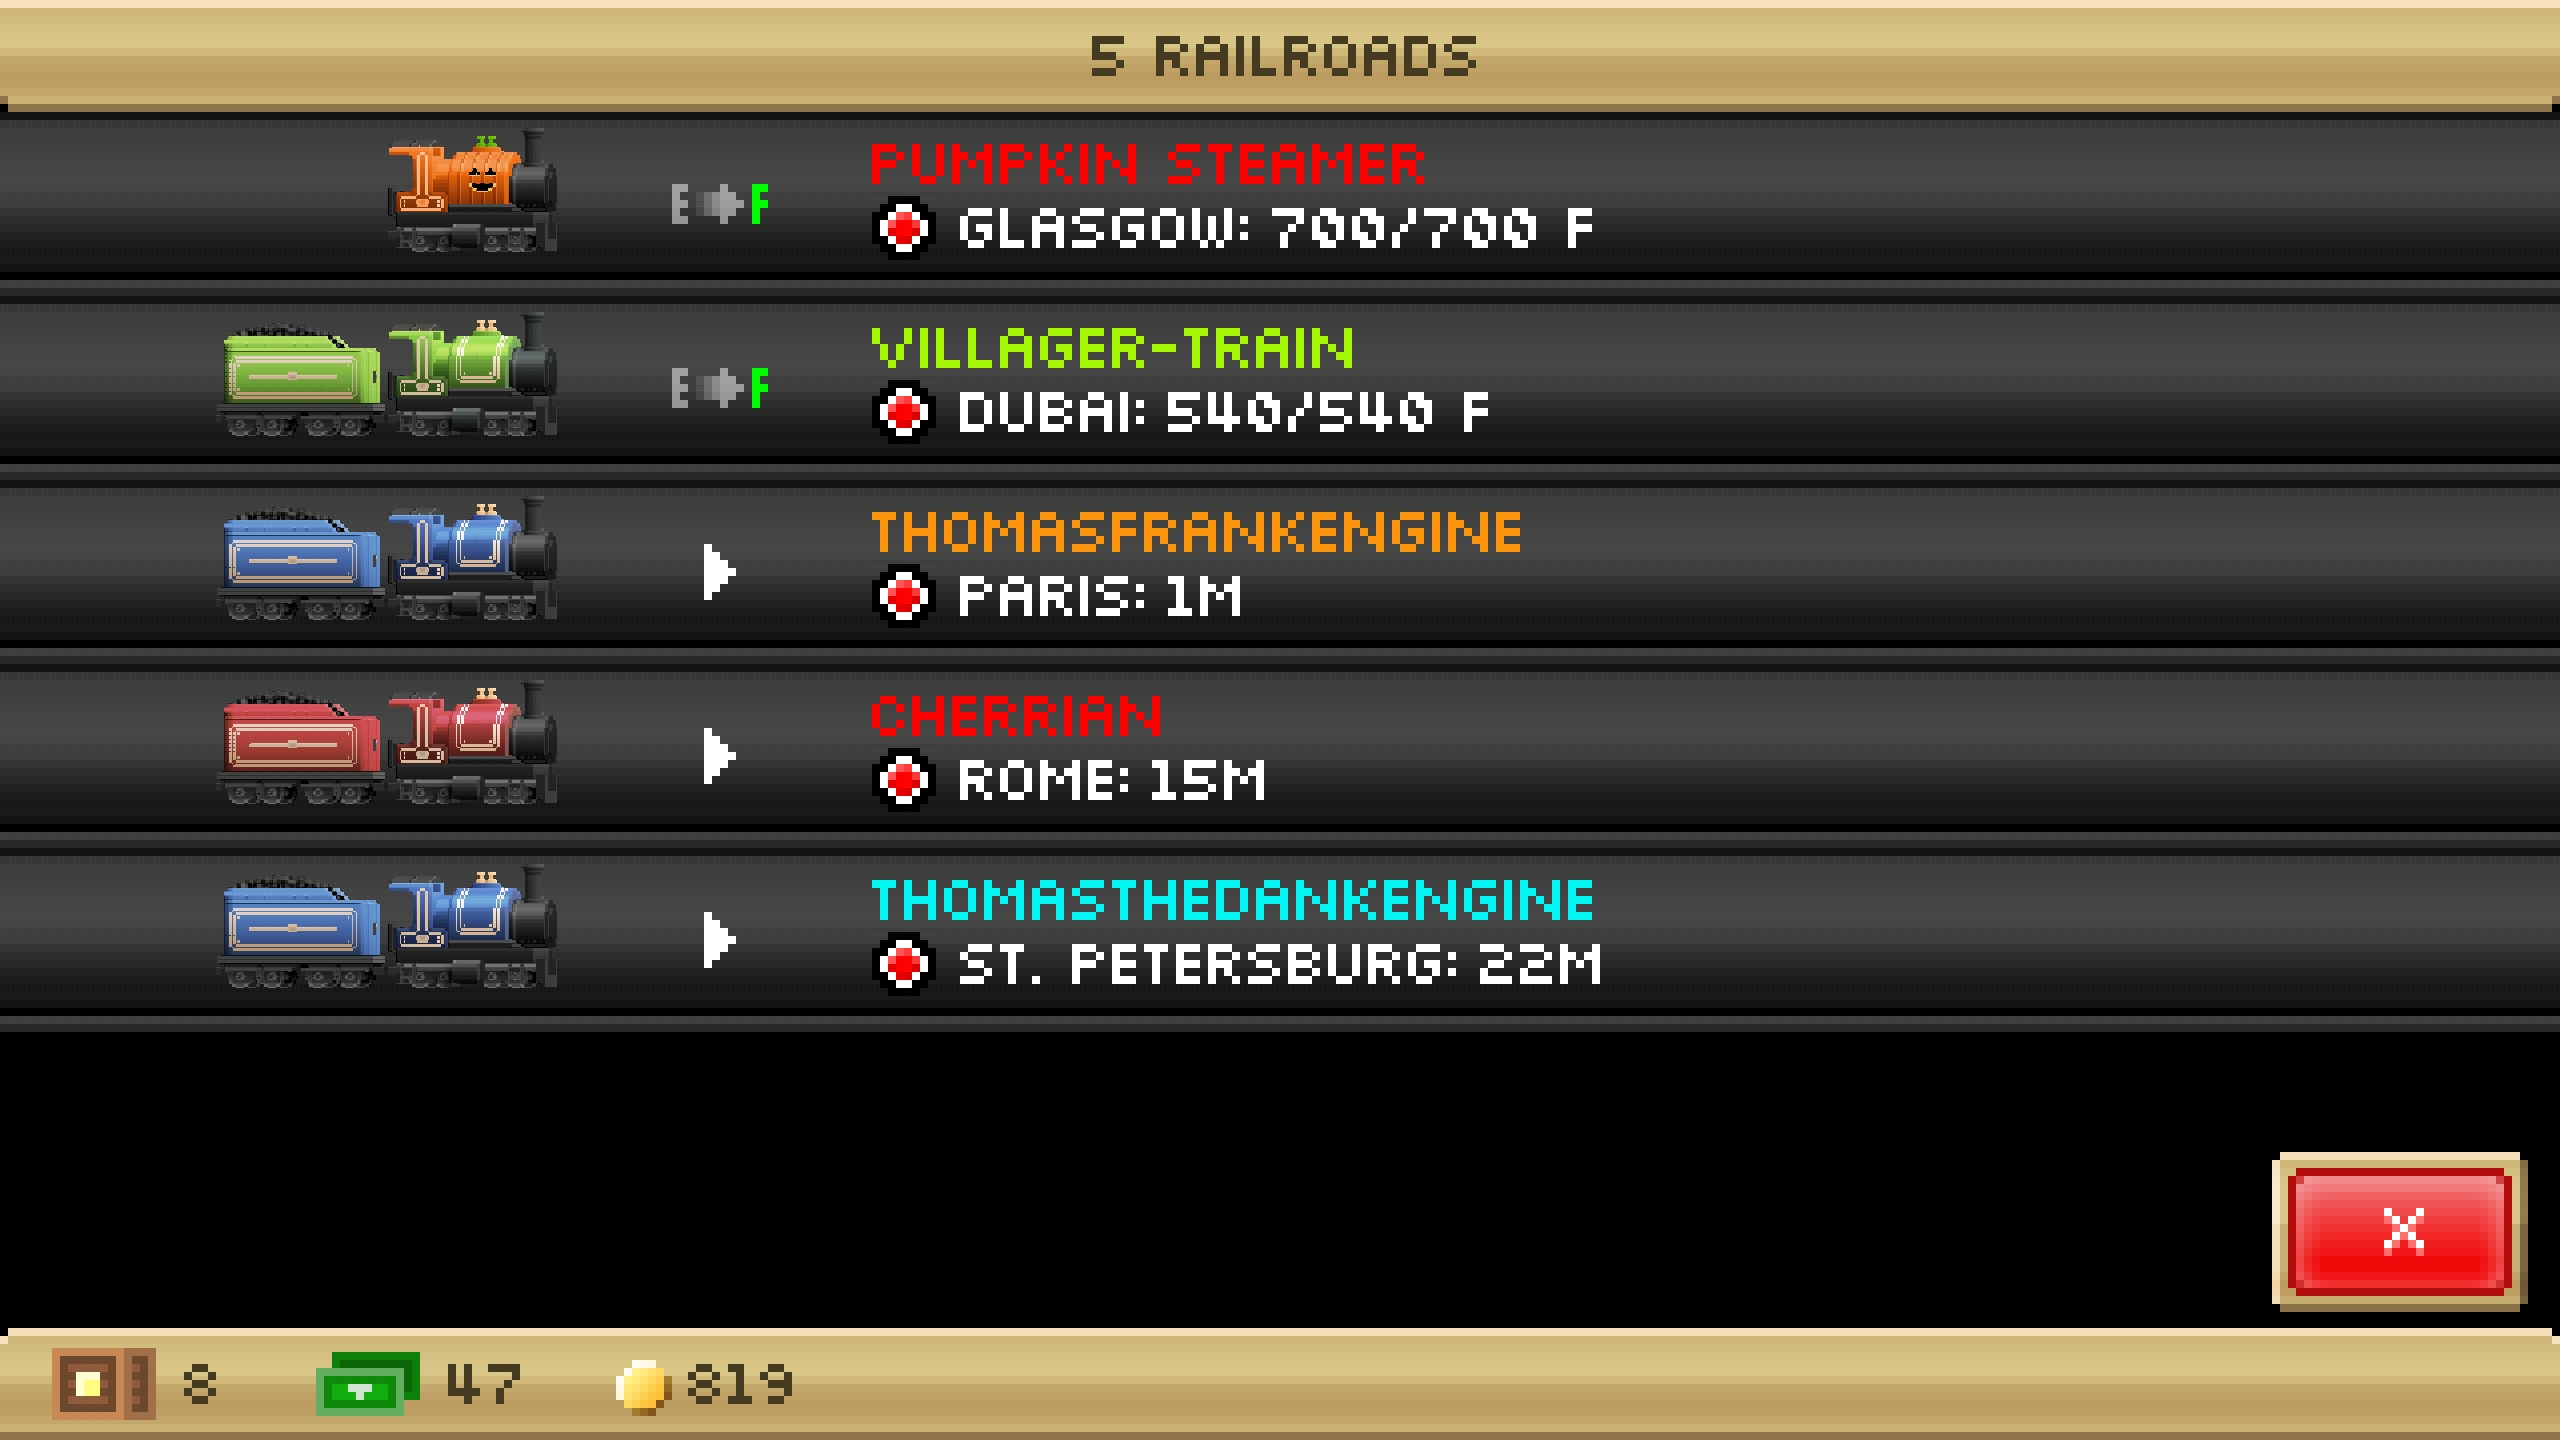 5 RAILROADS
PUMPKIN STEAMER
E F
GLASGOW: 700/700 F
VILLAGER-TRAIN
E F
DUBAI: 540/540 F
THOMASFRANKENGINE
PARIS: 1M
CHERRIAN
ROME: 15M
THOMASTHEDANKENGINE
ST. PETERSBURG: 22M
X
8 47 819